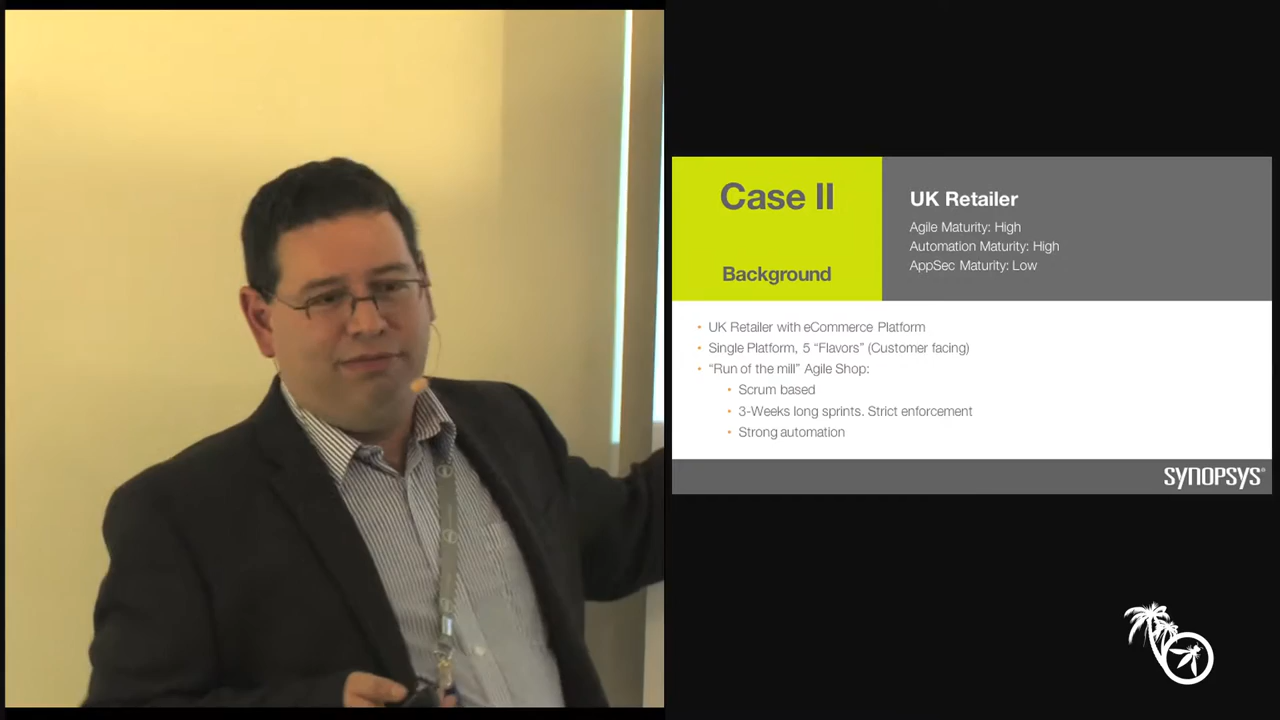 Case II
Background
UK Retailer
Agile Maturity: High
Automation Maturity: High
AppSec Maturity: Low
• UK Retailer with eCommerce Platform
• Single Platform, 5 “Flavors” (Customer facing)
• “Run of the mill” Agile Shop:
• Scrum based
• 3-Weeks long sprints. Strict enforcement
• Strong automation
SYNOPSYS®